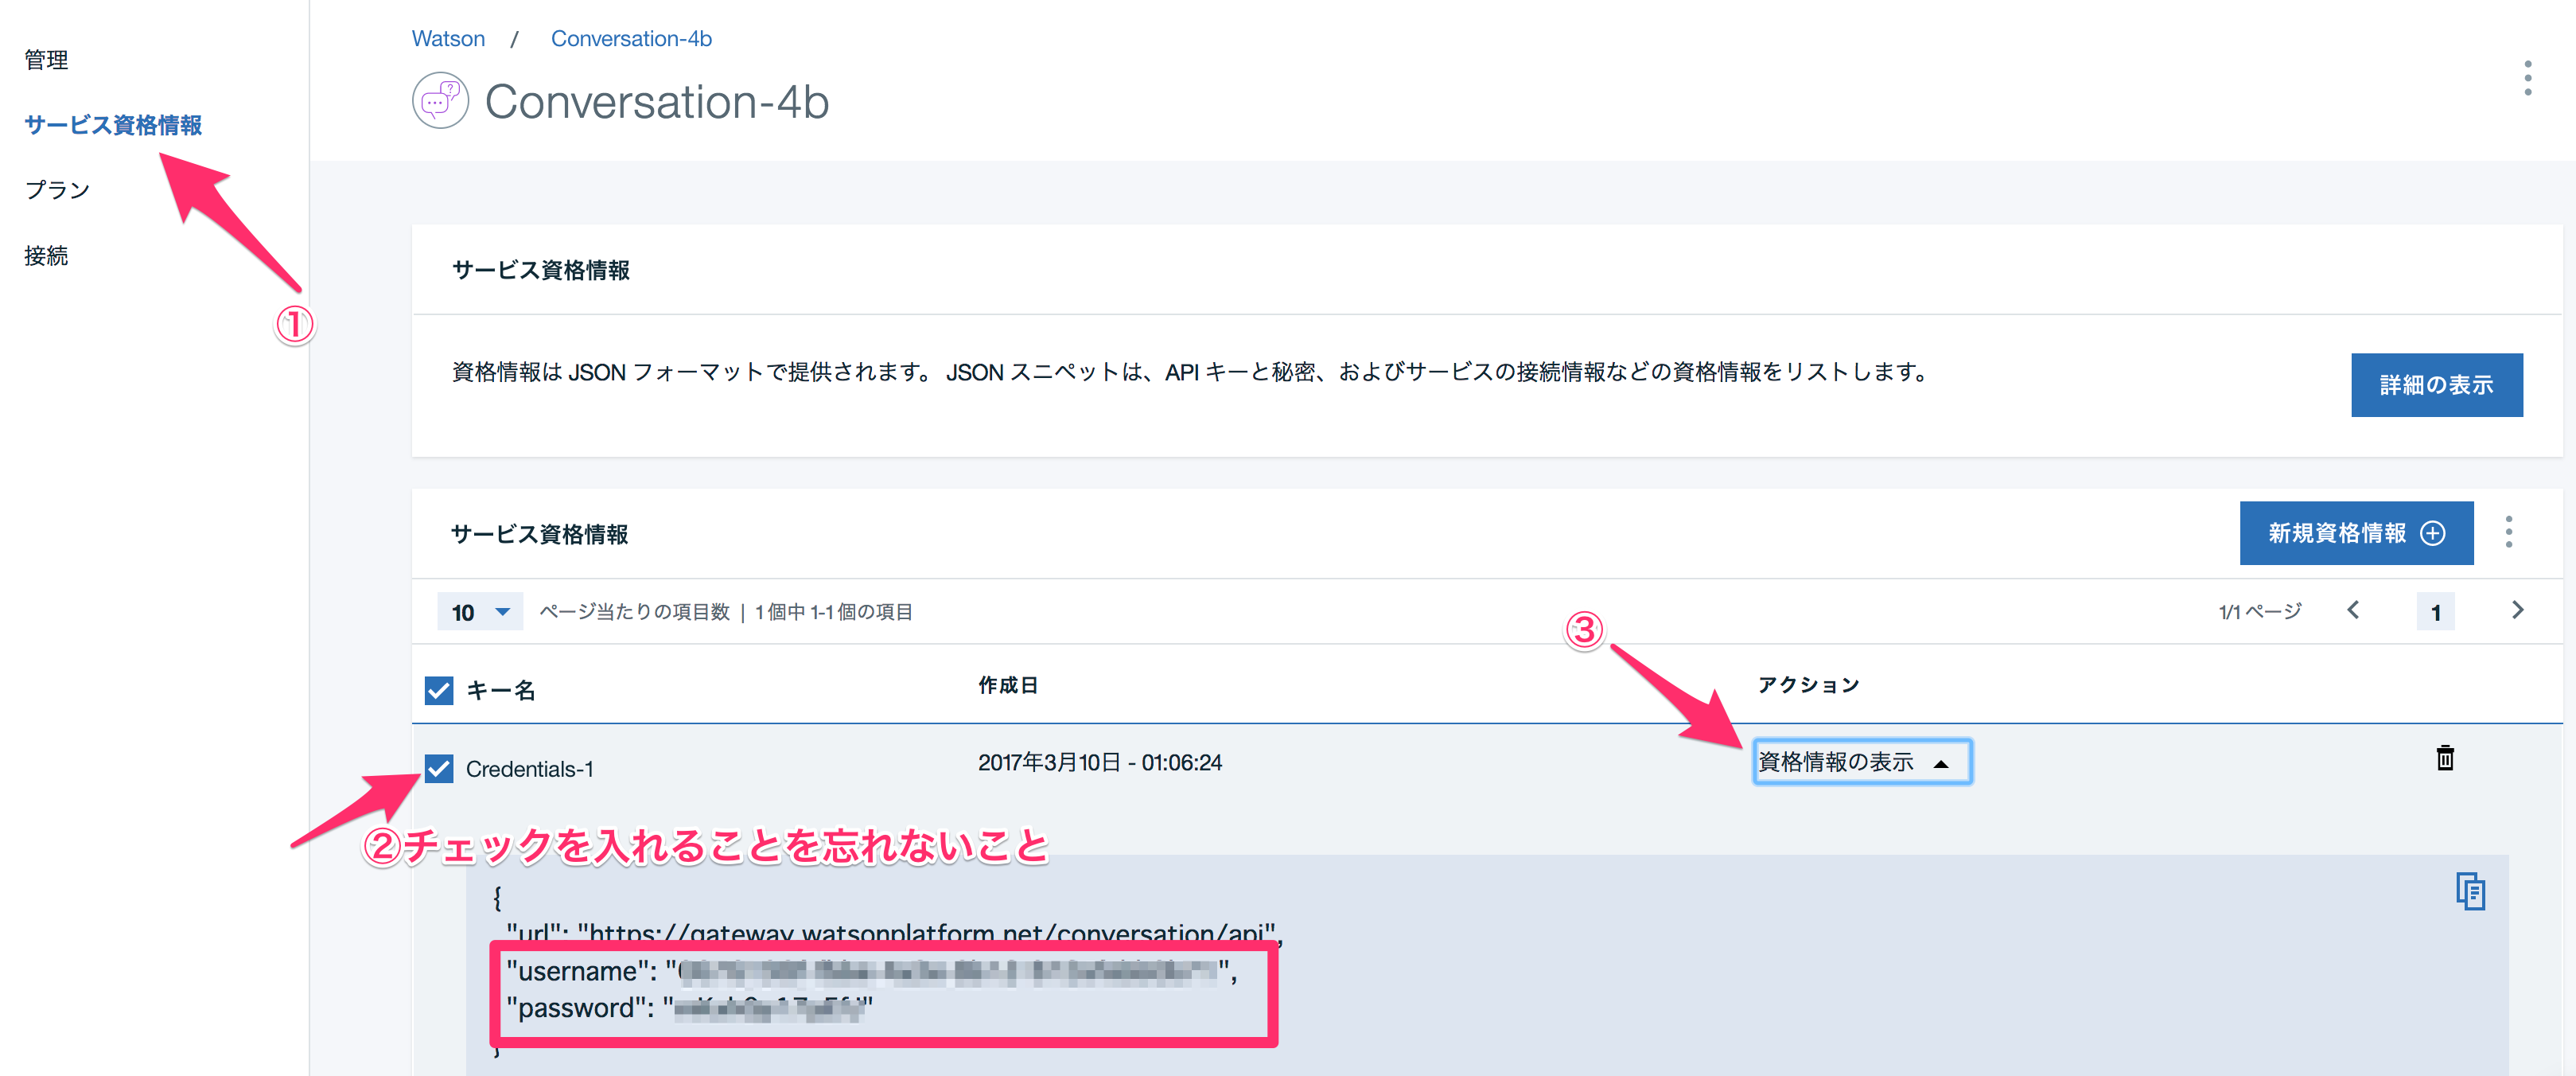 管理
サービス資格情報
プラン
接続
①
Watson / Conversation-4b
Conversation-4b
サービス資格情報
資格情報は JSON フォーマットで提供されます。 JSON スニペットは、API キーと秘密、およびサービスの接続情報などの資格情報をリストします。
詳細の表示
サービス資格情報
新規資格情報
10 ページ当たりの項目数 | 1 個中 1-1 個の項目
1/1 ページ 1
③
キー名 作成日 アクション
Credentials-1 2017年3月10日 - 01:06:24 資格情報の表示
②チェックを入れることを忘れないこと
{
"url": "https://gateway.watsonplatform.net/conversation/api",
"username": "",
"password": ""
}